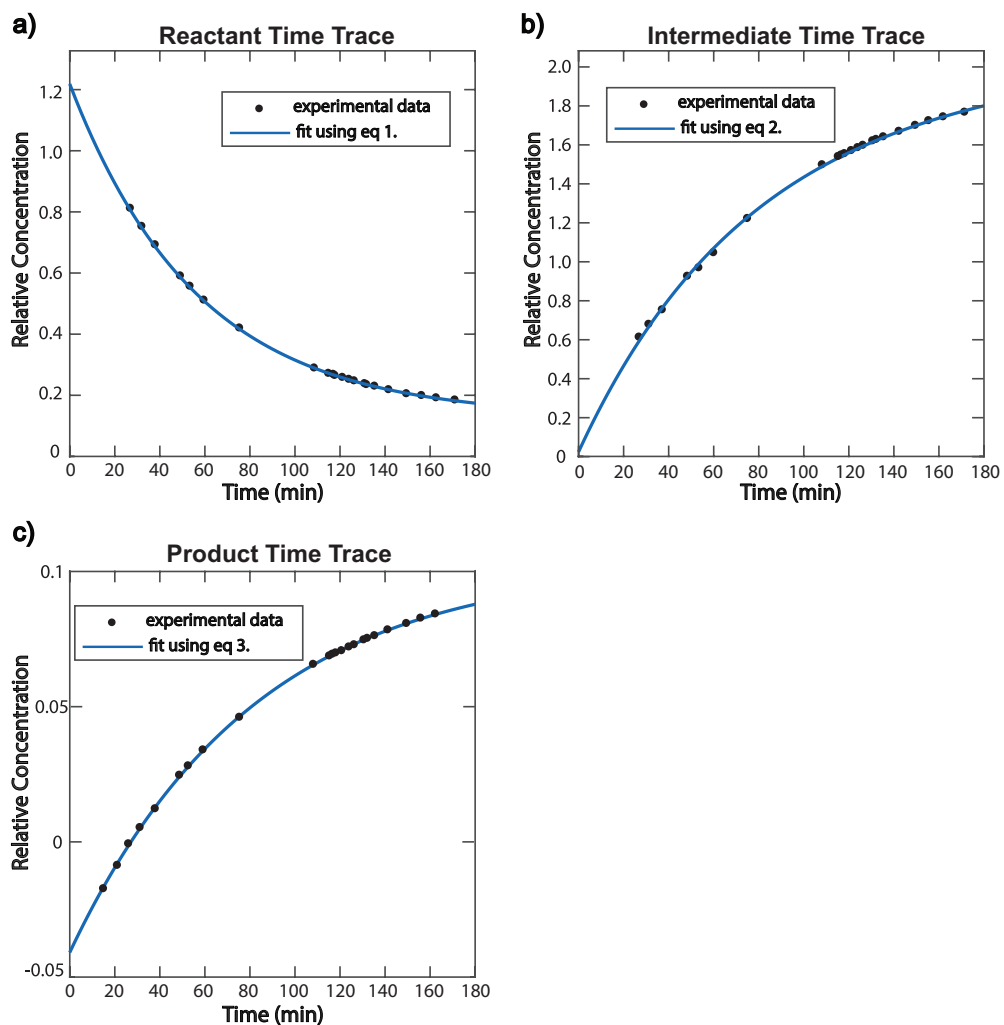 a)
Reactant Time Trace
1.2
1.0
0.8
0.6
0.4
0.2
0
Relative Concentration
experimental data
fit using eq 1.
0 20 40 60 80 100 120 140 160 180
Time (min)
b)
Intermediate Time Trace
2.0
1.8
1.6
1.4
1.2
1.0
0.8
0.6
0.4
0.2
0
Relative Concentration
experimental data
fit using eq 2.
0 20 40 60 80 100 120 140 160 180
Time (min)
c)
Product Time Trace
0.1
0.05
0
-0.05
Relative Concentration
experimental data
fit using eq 3.
0 20 40 60 80 100 120 140 160 180
Time (min)